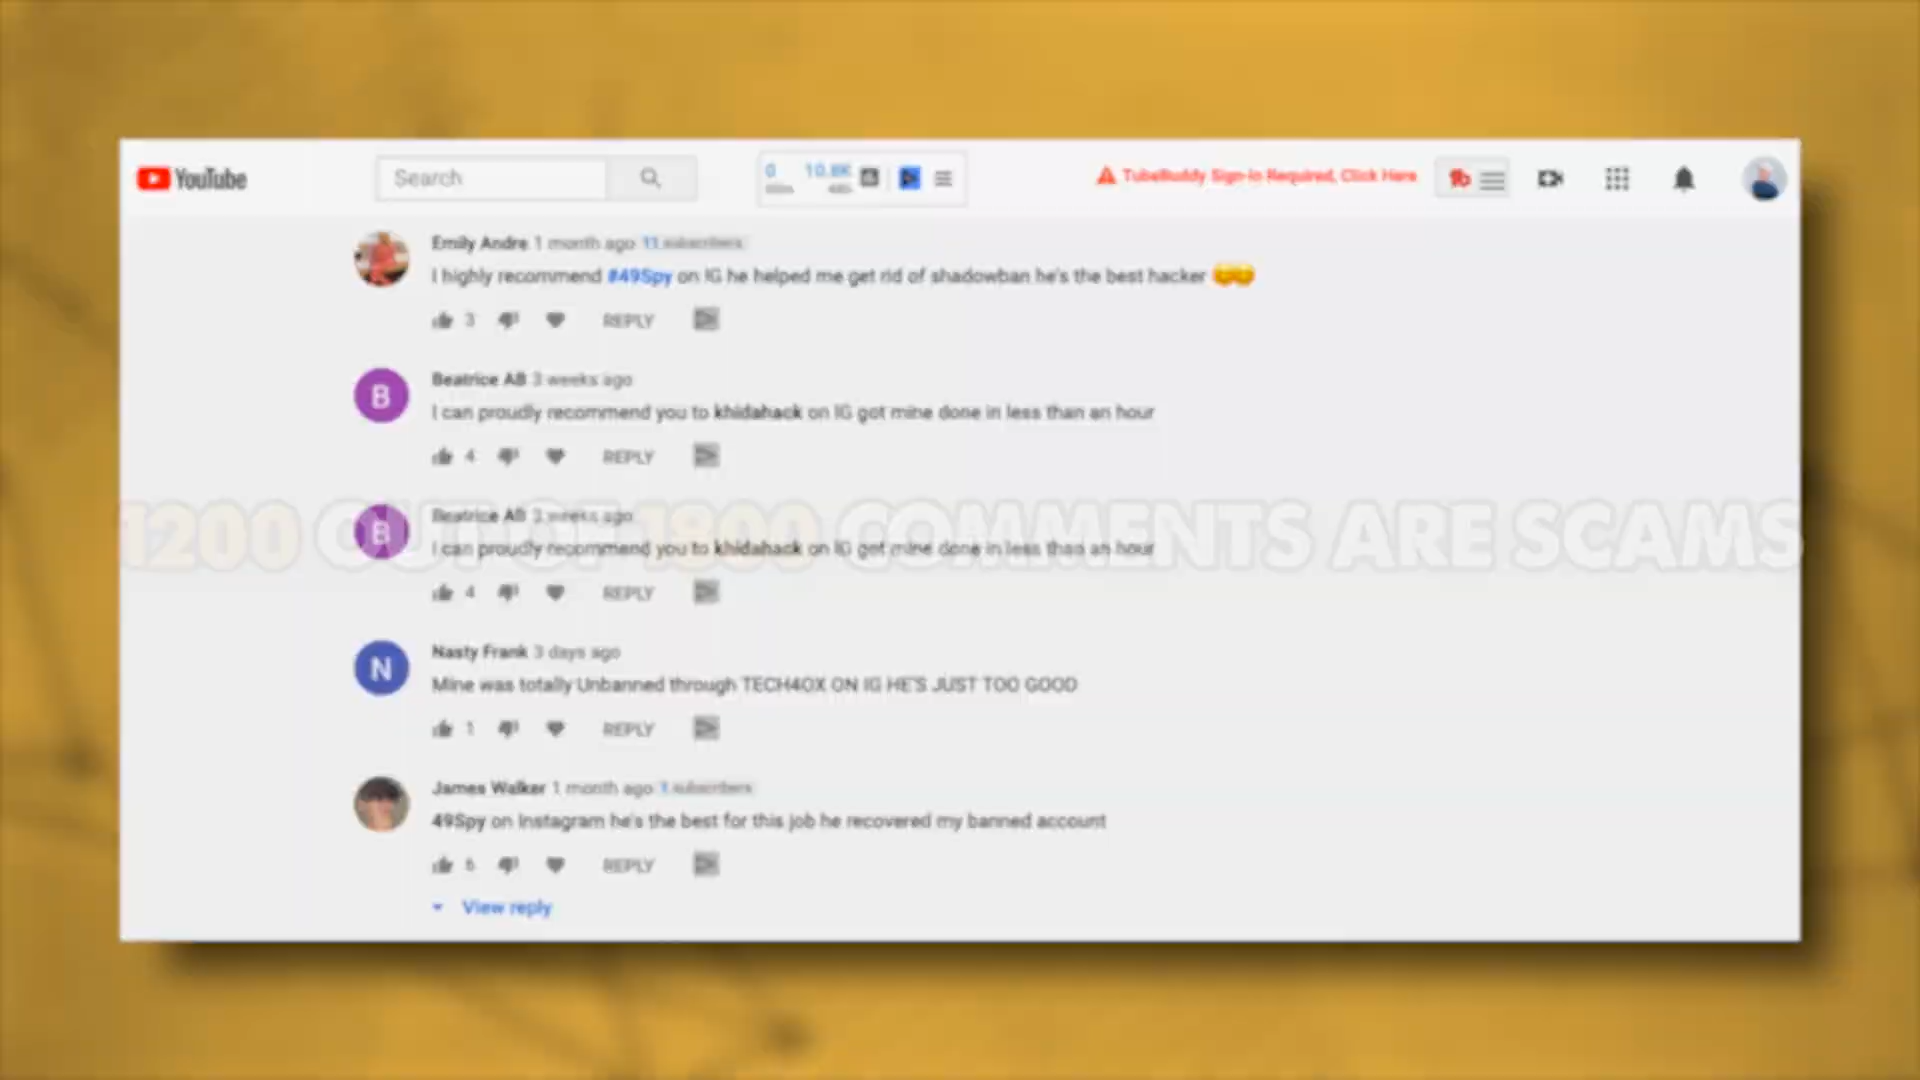 YouTube
Search
0
10.8K
TubeBuddy Sign-In Required, Click Here
tb
Emily Andre 1 month ago 11 subscribers
I highly recommend #49Spy on IG he helped me get rid of shadowban he's the best hacker
3 REPLY
B
Beatrice AB 3 weeks ago
I can proudly recommend you to khidahack on IG got mine done in less than an hour
4 REPLY
1200 OUT OF 1800 COMMENTS ARE SCAMS
B
Beatrice AB 3 weeks ago
I can proudly recommend you to khidahack on IG got mine done in less than an hour
4 REPLY
N
Nasty Frank 3 days ago
Mine was totally Unbanned through TECH4OX ON IG HE'S JUST TOO GOOD
1 REPLY
James Walker 1 month ago 1 subscribers
49Spy on Instagram he's the best for this job he recovered my banned account
6 REPLY
View reply